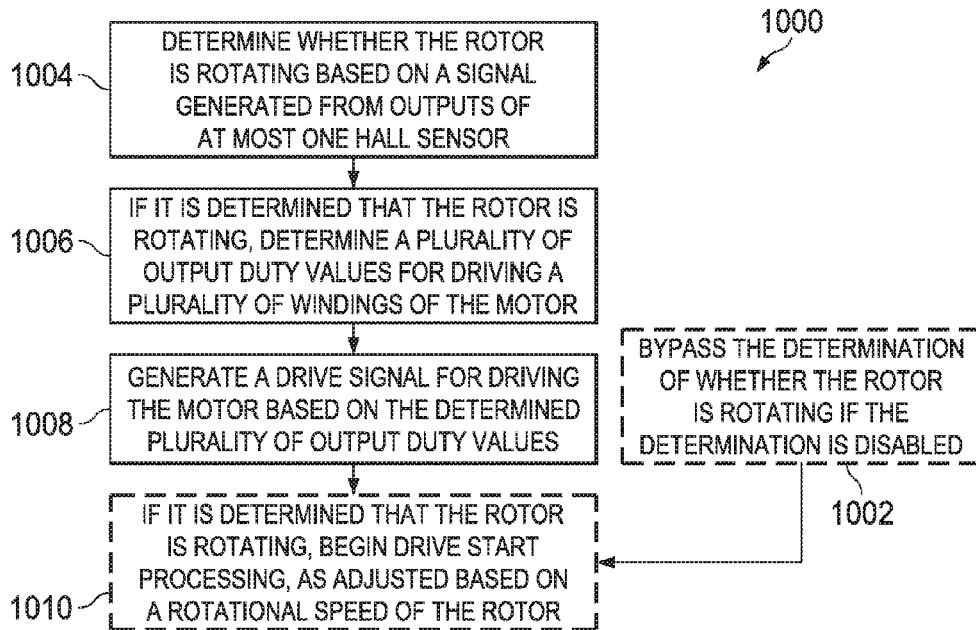 1000
1004
DETERMINE WHETHER THE ROTOR
IS ROTATING BASED ON A SIGNAL
GENERATED FROM OUTPUTS OF
AT MOST ONE HALL SENSOR
1006
IF IT IS DETERMINED THAT THE ROTOR IS
ROTATING, DETERMINE A PLURALITY OF
OUTPUT DUTY VALUES FOR DRIVING A
PLURALITY OF WINDINGS OF THE MOTOR
1008
GENERATE A DRIVE SIGNAL FOR DRIVING
THE MOTOR BASED ON THE DETERMINED
PLURALITY OF OUTPUT DUTY VALUES
BYPASS THE DETERMINATION
OF WHETHER THE ROTOR
IS ROTATING IF THE
DETERMINATION IS DISABLED
1002
1010
IF IT IS DETERMINED THAT THE ROTOR
IS ROTATING, BEGIN DRIVE START
PROCESSING, AS ADJUSTED BASED ON
A ROTATIONAL SPEED OF THE ROTOR